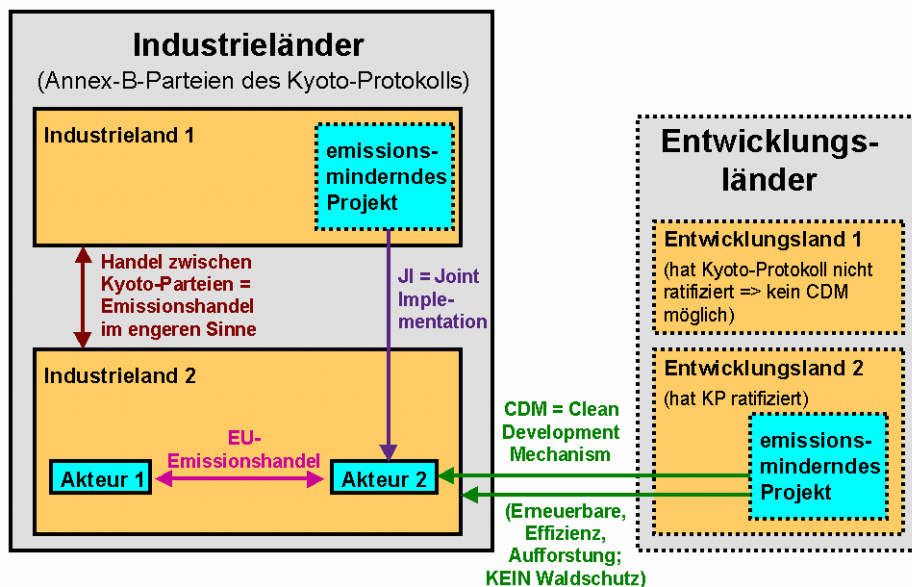 Industrieländer
(Annex-B-Parteien des Kyoto-Protokolls)
Industrieland 1
emissions-
minderndes
Projekt
Handel zwischen
Kyoto-Parteien =
Emissionshandel
im engeren Sinne
JI = Joint
Imple-
mentation
Industrieland 2
EU-
Emissionshandel
Akteur 1
Akteur 2
CDM = Clean
Development
Mechanism
(Erneuerbare,
Effizienz,
Aufforstung;
KEIN Waldschutz)
Entwicklungs-
länder
Entwicklungsland 1
(hat Kyoto-Protokoll nicht
ratifiziert => kein CDM
möglich)
Entwicklungsland 2
(hat KP ratifiziert)
emissions-
minderndes
Projekt